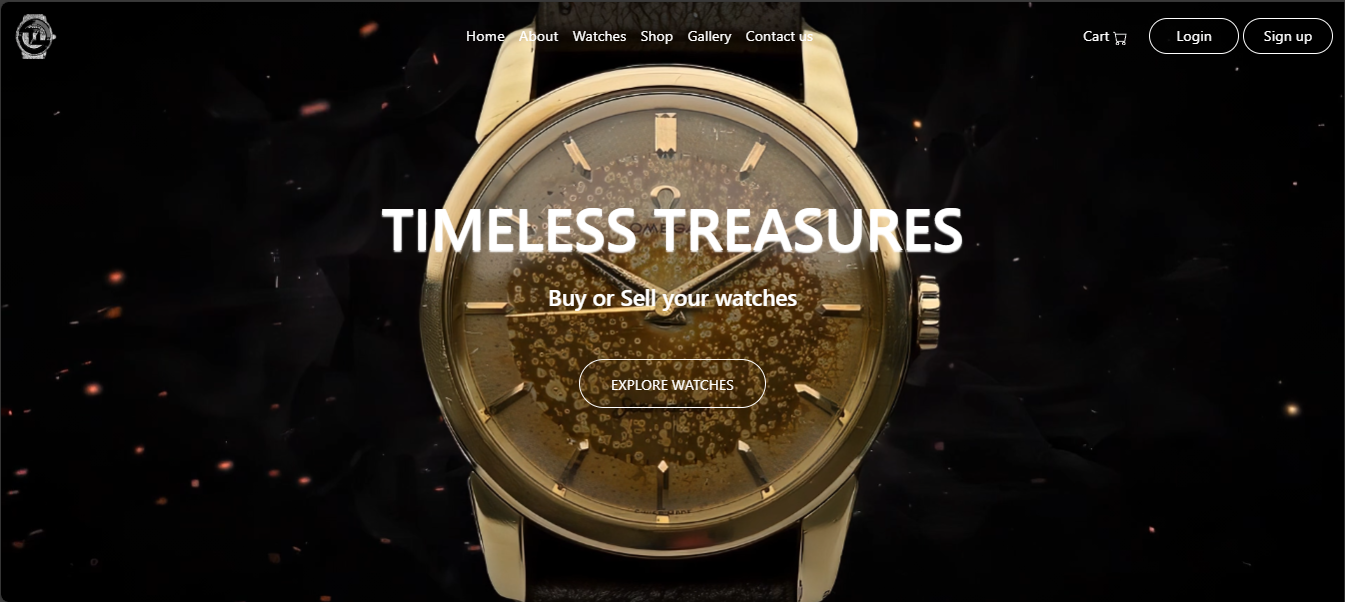 Home About Watches Shop Gallery Contact us Cart Login Sign up
OMEGA
TIMELESS TREASURES
Buy or Sell your watches
EXPLORE WATCHES